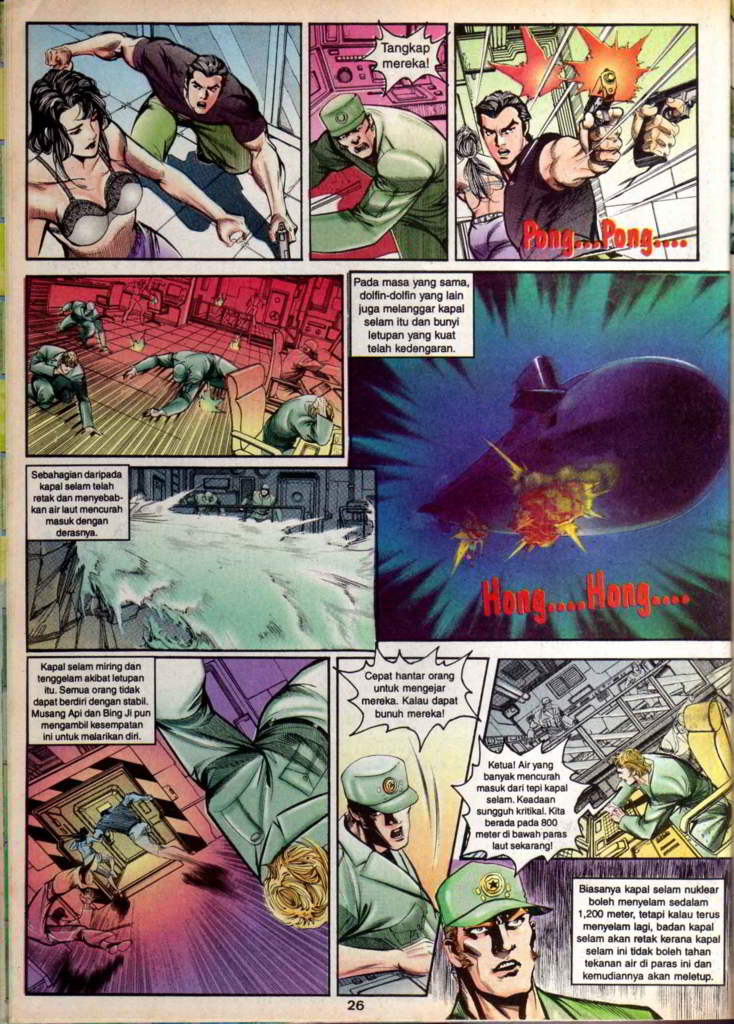 Tangkap
mereka!
Pong....Pong....
Pada masa yang sama,
dolfin-dolfin yang lain
juga melanggar kapal
selam itu dan bunyi
letupan yang kuat
telah kedengaran.
Hong.....Hong....
Sebahagian daripada
kapal selam telah
retak dan menyebab-
kan air laut mencurah
masuk dengan
derasnya.
Kapal selam miring dan
tenggelam akibat letupan
itu. Semua orang tidak
dapat berdiri dengan stabil.
Musang Api dan Bing Ji pun
mengambil kesempatan
ini untuk melarikan diri.
Cepat hantar orang
untuk mengejar
mereka. Kalau dapat
bunuh mereka!
Ketua! Air yang
banyak mencurah
masuk dari tepi kapal
selam. Keadaan
sungguh kritikal. Kita
berada pada 800
meter di bawah paras
laut sekarang!
Biasanya kapal selam nuklear
boleh menyelam sedalam
1,200 meter, tetapi kalau terus
menyelam lagi, badan kapal
selam akan retak kerana kapal
selam ini tidak boleh tahan
tekanan air di paras ini dan
kemudiannya akan meletup.
26